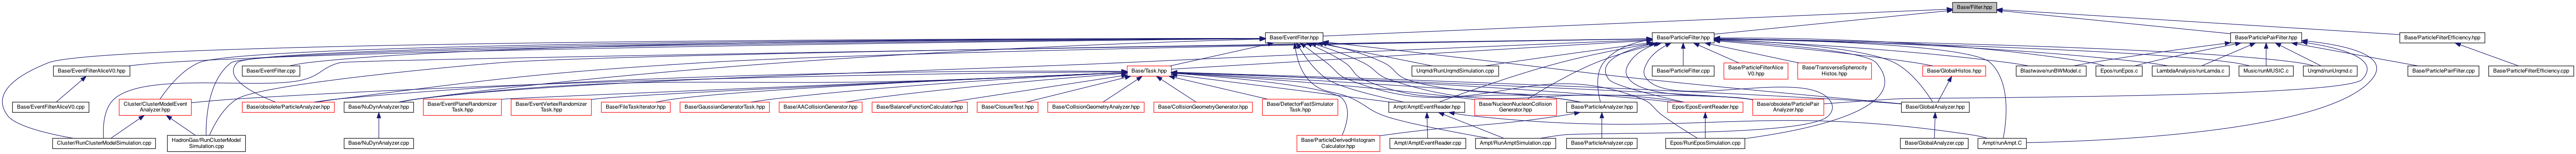 Base/Filter.hpp
Base/EventFilter.hpp
Base/ParticleFilter.hpp
Base/ParticlePairFilter.hpp
Base/ParticleFilterEfficiency.hpp
Base/EventFilterAliceV0.hpp
Base/EventFilter.cpp
Base/Task.hpp
Urqmd/RunUrqmdSimulation.cpp
Base/ParticleFilter.cpp
Base/ParticleFilterAlice
V0.hpp
Base/TransverseSpherocity
Histos.hpp
Base/GlobalHistos.hpp
Blastwave/runBWModel.c
Epos/runEpos.c
LambdaAnalysis/runLamda.c
Music/runMUSIC.c
Urqmd/runUrqmd.c
Base/ParticlePairFilter.cpp
Base/ParticleFilterEfficiency.cpp
Base/EventFilterAliceV0.cpp
Cluster/ClusterModelEvent
Analyzer.hpp
Base/obsolete/ParticleAnalyzer.hpp
Base/NuDynAnalyzer.hpp
Base/EventPlaneRandomizer
Task.hpp
Base/EventVertexRandomizer
Task.hpp
Base/FileTaskIterator.hpp
Base/GaussianGeneratorTask.hpp
Base/AACollisionGenerator.hpp
Base/BalanceFunctionCalculator.hpp
Base/ClosureTest.hpp
Base/CollisionGeometryAnalyzer.hpp
Base/CollisionGeometryGenerator.hpp
Base/DetectorFastSimulator
Task.hpp
Ampt/AmptEventReader.hpp
Base/NucleonNucleonCollision
Generator.hpp
Base/ParticleAnalyzer.hpp
Epos/EposEventReader.hpp
Base/obsolete/ParticlePair
Analyzer.hpp
Base/GlobalAnalyzer.hpp
Cluster/RunClusterModelSimulation.cpp
HadronGas/RunClusterModel
Simulation.cpp
Base/NuDynAnalyzer.cpp
Base/ParticleDerivedHistogram
Calculator.hpp
Ampt/AmptEventReader.cpp
Ampt/RunAmptSimulation.cpp
Base/ParticleAnalyzer.cpp
Epos/RunEposSimulation.cpp
Base/GlobalAnalyzer.cpp
Ampt/runAmpt.C